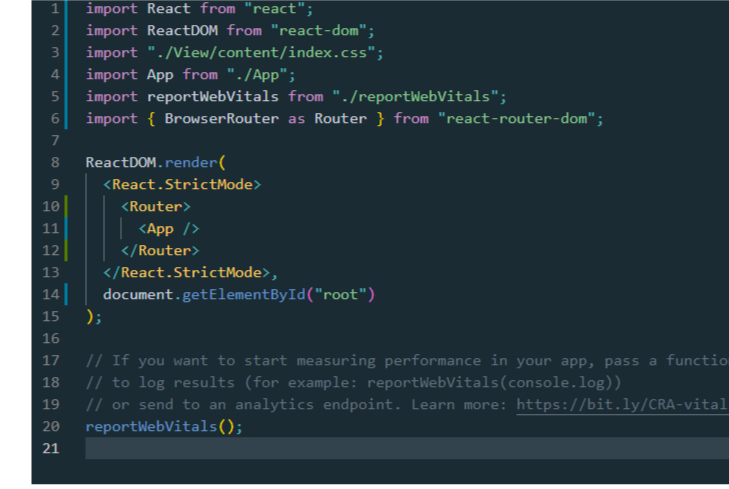 1 import React from "react";
2 import ReactDOM from "react-dom";
3 import "./View/content/index.css";
4 import App from "./App";
5 import reportWebVitals from "./reportWebVitals";
6 import { BrowserRouter as Router } from "react-router-dom";
7
8 ReactDOM.render(
9 <React.StrictMode>
10 <Router>
11 <App />
12 </Router>
13 </React.StrictMode>,
14 document.getElementById("root")
15 );
16
17 // If you want to start measuring performance in your app, pass a functio
18 // to log results (for example: reportWebVitals(console.log))
19 // or send to an analytics endpoint. Learn more: https://bit.ly/CRA-vital
20 reportWebVitals();
21